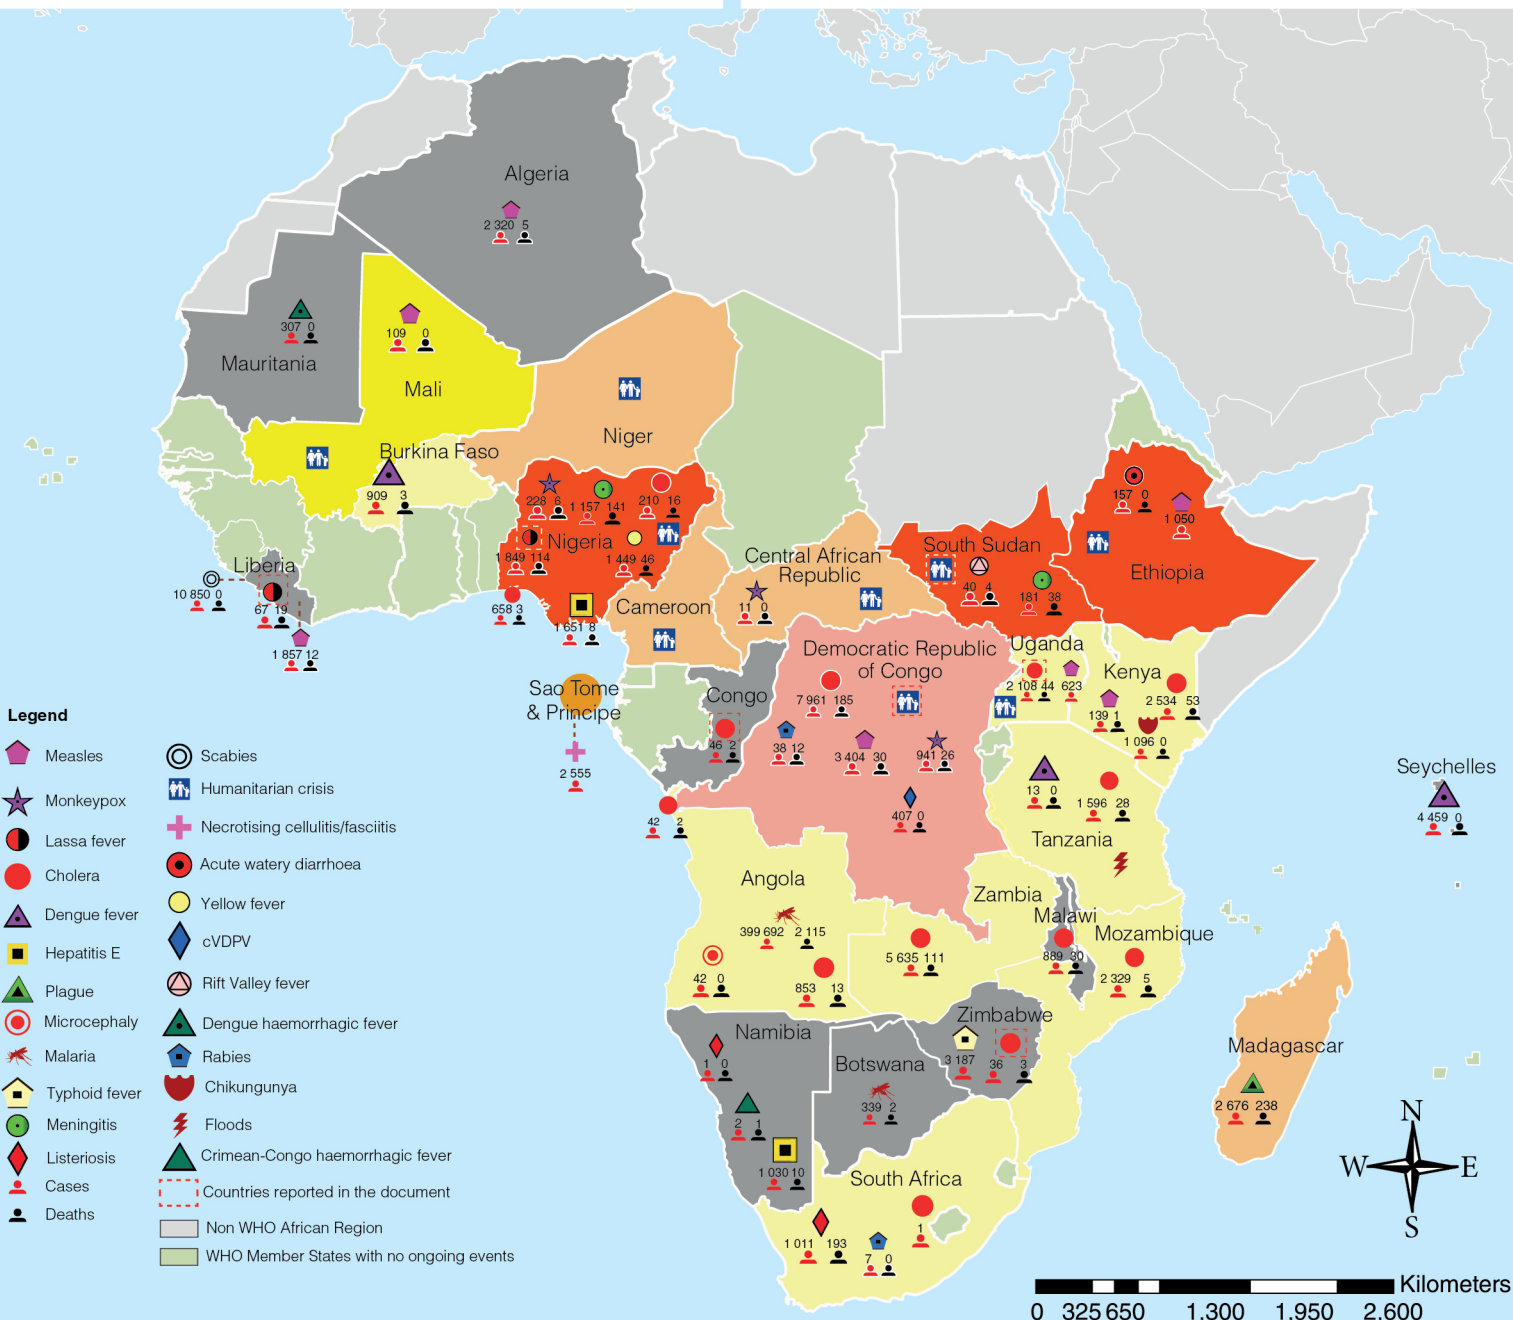 Algeria
2 320 5
307 0
Mauritania
109 0
Mali
Niger
Burkina Faso
909 3
228 6
1 157 141
210 16
Nigeria
1 849 114
1 449 46
658 3
1 651 8
Liberia
10 850 0
67 19
1 857 12
Cameroon
Central African
Republic
11 0
South Sudan
40 4
181 38
157 0
1 050
Ethiopia
Sao Tome
& Principe
2 555
Congo
46 2
Democratic Republic
of Congo
7 961 185
38 12
3 404 30
941 26
407 0
Uganda
2 108 44
623
Kenya
139 1
2 534 53
1 096 0
13 0
1 596 28
Tanzania
Seychelles
4 459 0
42 2
Angola
399 692 2 115
42 0
853 13
Zambia
5 635 111
Malawi
889 30
Mozambique
2 329 5
Namibia
1 0
2 1
1 030 10
Botswana
339 2
Zimbabwe
3 187
36 3
Madagascar
2 676 238
South Africa
1 011 193
7 0
1
Legend
Measles
Monkeypox
Lassa fever
Cholera
Dengue fever
Hepatitis E
Plague
Microcephaly
Malaria
Typhoid fever
Meningitis
Listeriosis
Cases
Deaths
Scabies
Humanitarian crisis
Necrotising cellulitis/fasciitis
Acute watery diarrhoea
Yellow fever
cVDPV
Rift Valley fever
Dengue haemorrhagic fever
Rabies
Chikungunya
Floods
Crimean-Congo haemorrhagic fever
Countries reported in the document
Non WHO African Region
WHO Member States with no ongoing events
N
W E
S
Kilometers
0 325 650 1.300 1.950 2.600